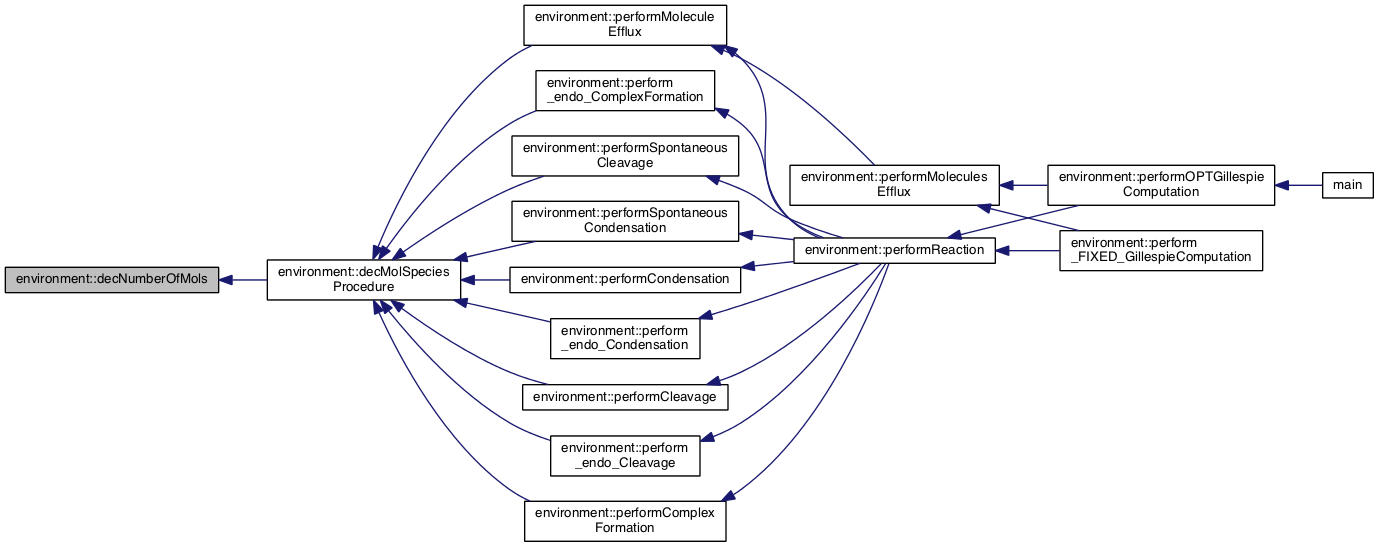 environment::decNumberOfMols
environment::decMolSpecies
Procedure
environment::performMolecule
Efflux
environment::perform
_endo_ComplexFormation
environment::performSpontaneous
Cleavage
environment::performSpontaneous
Condensation
environment::performCondensation
environment::perform
_endo_Condensation
environment::performCleavage
environment::perform
_endo_Cleavage
environment::performComplex
Formation
environment::performMolecules
Efflux
environment::performReaction
environment::performOPTGillespie
Computation
environment::perform
_FIXED_GillespieComputation
main